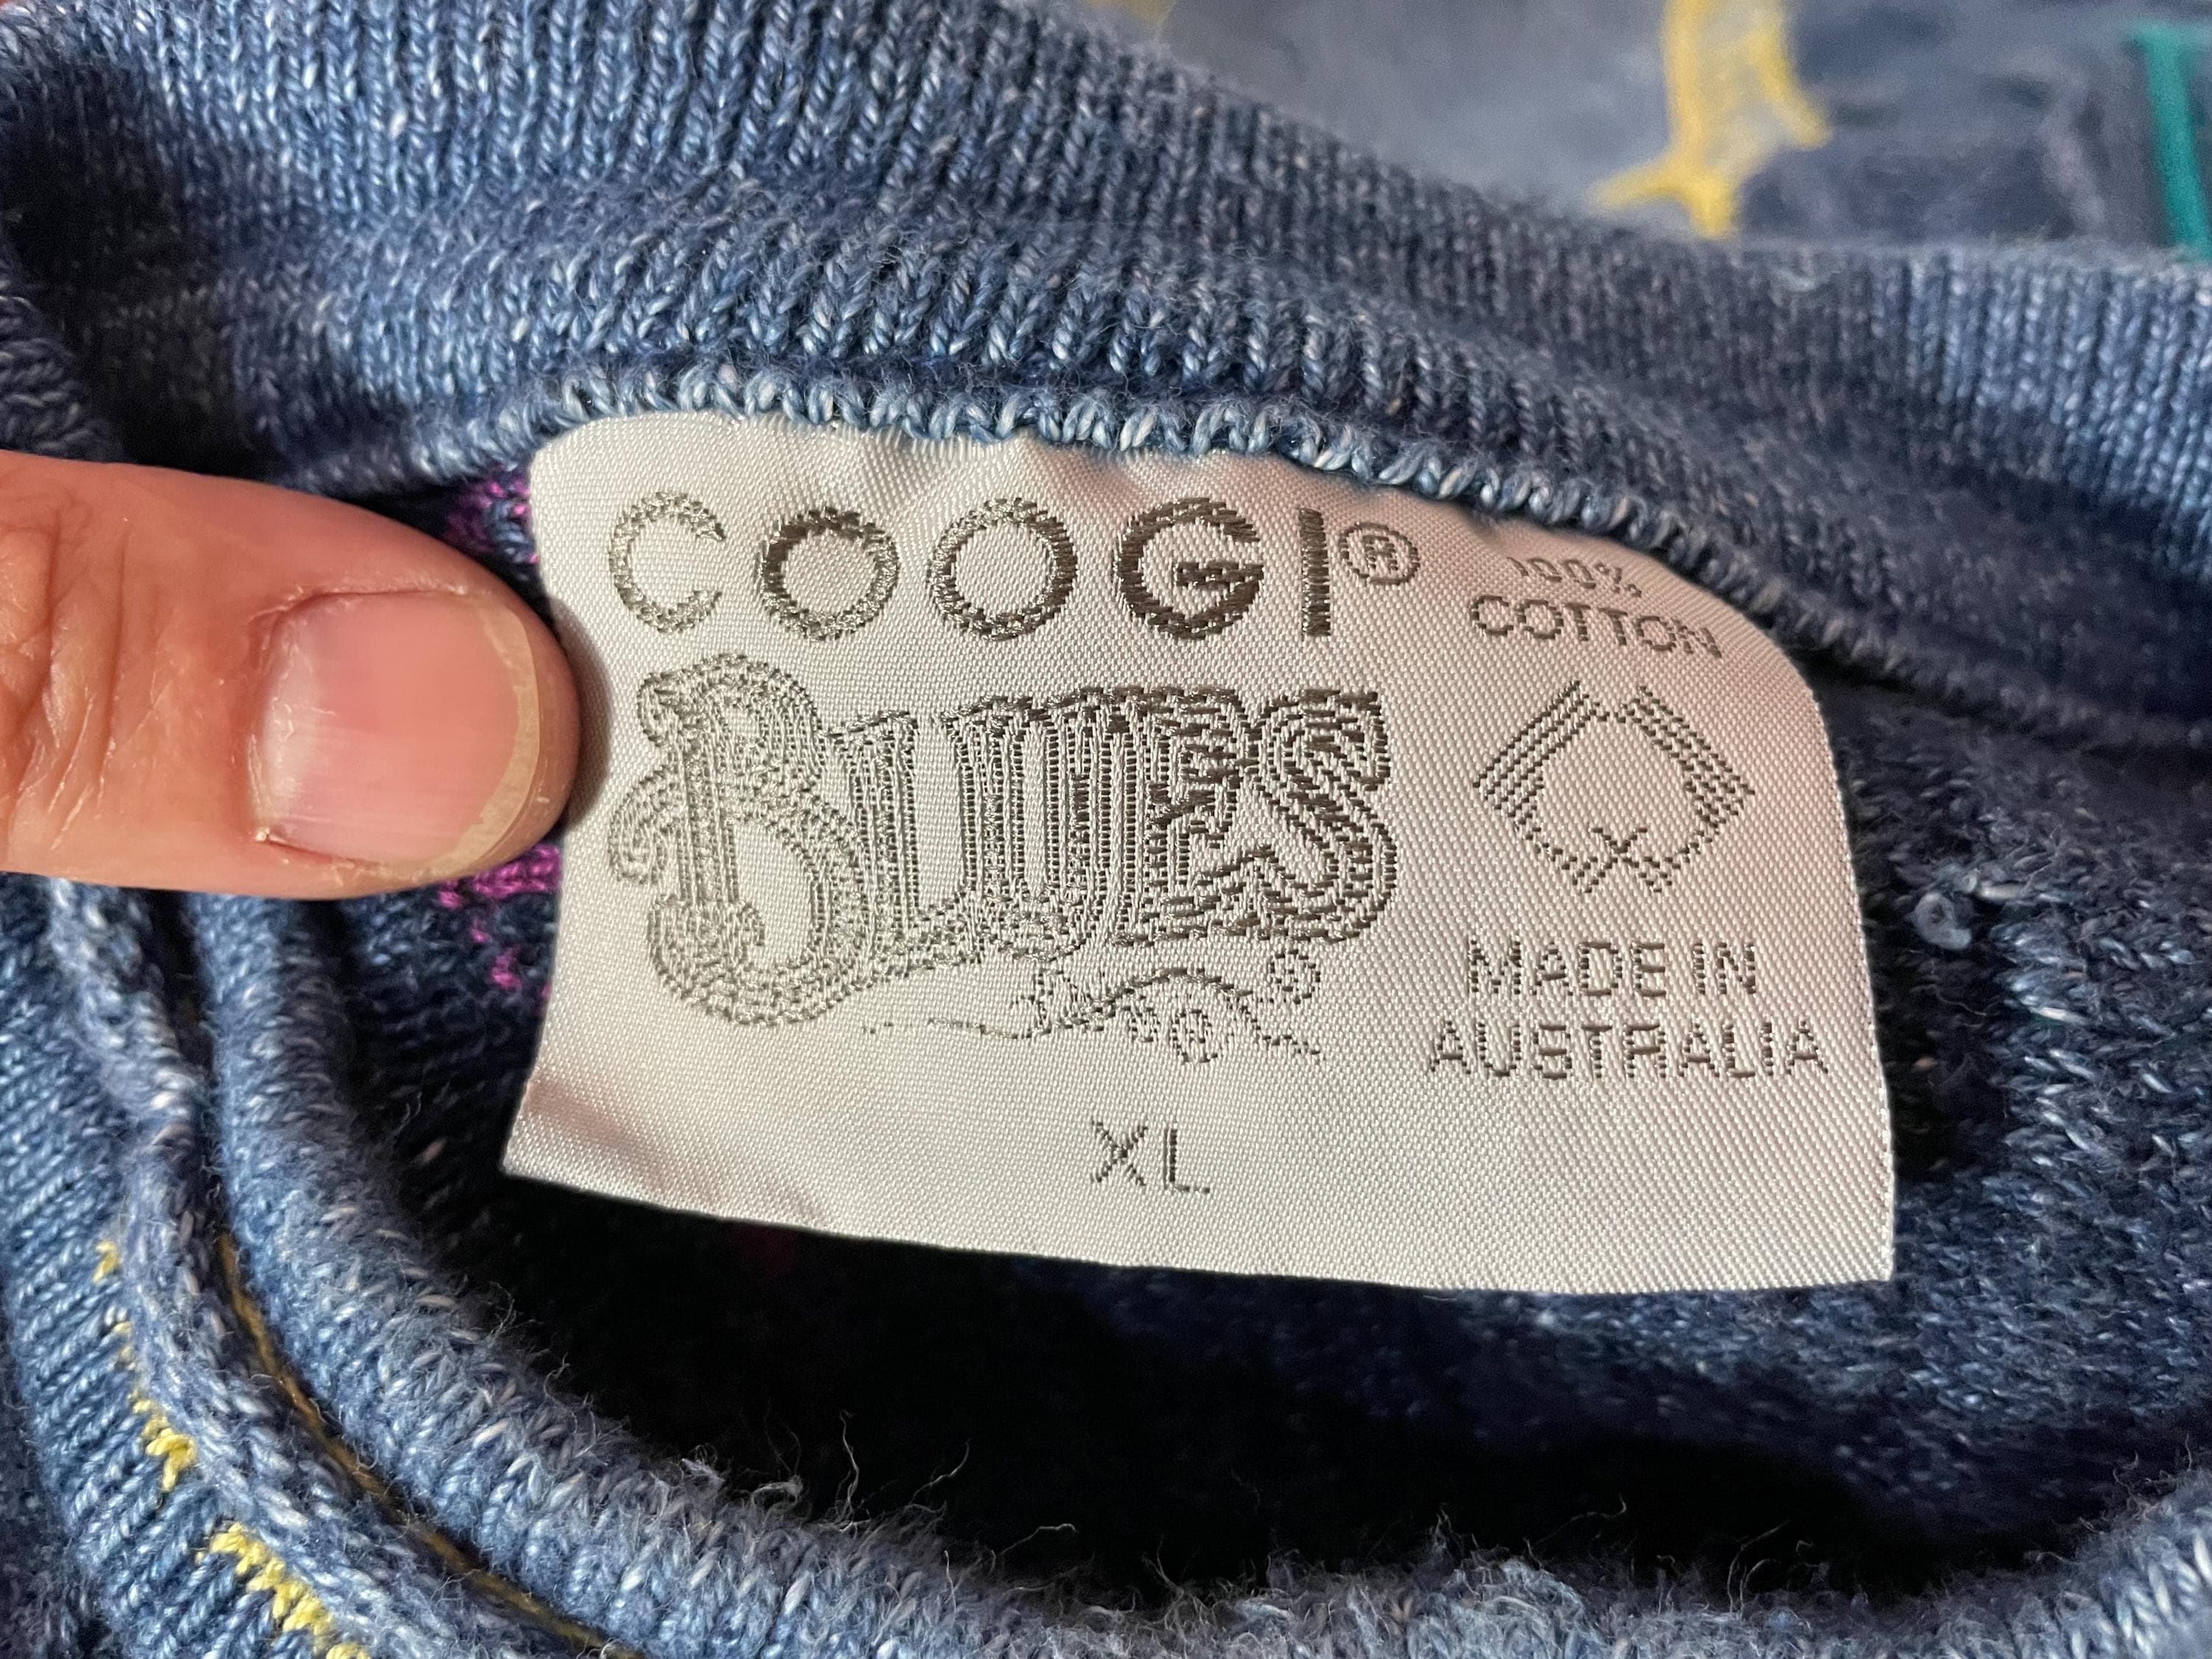 COOGI®
BLUES
100%
COTTON
MADE IN
AUSTRALIA
XL